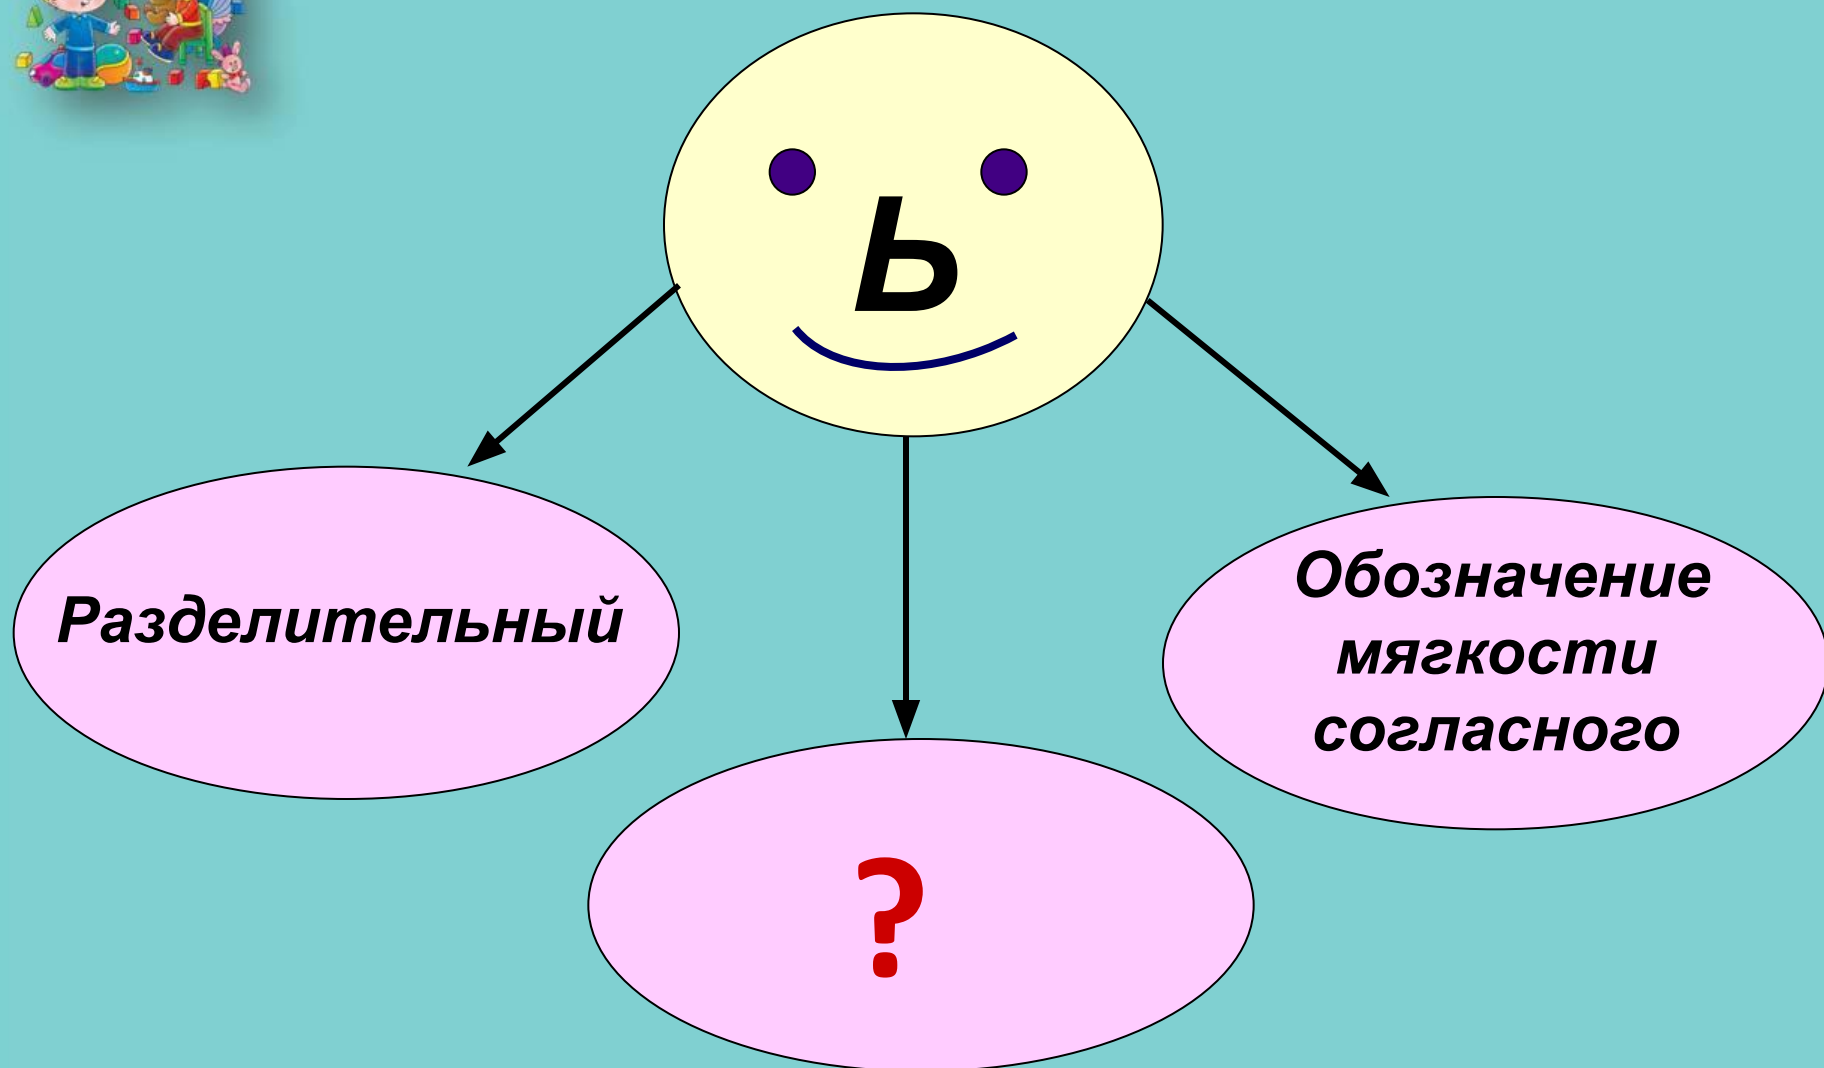 Ь
Разделительный
Обозначение
мягкости
согласного
?